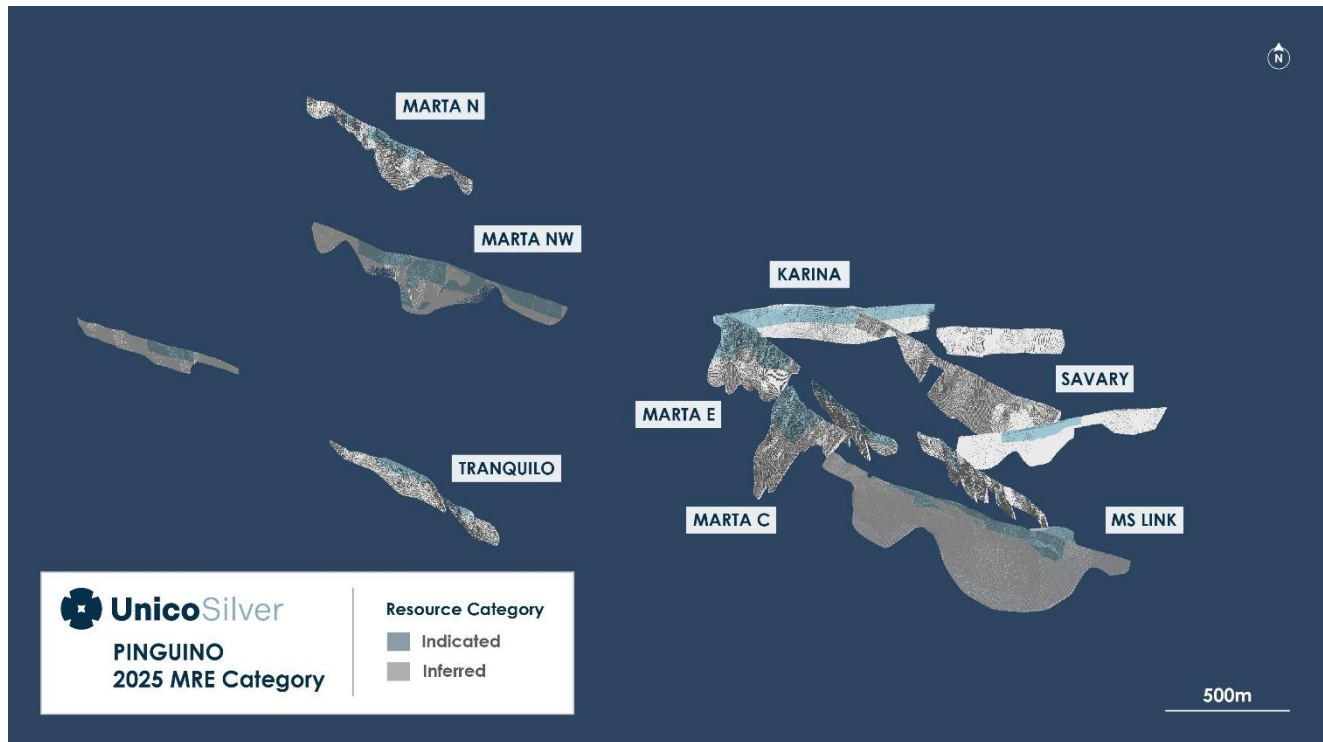 N
MARTA N
MARTA NW
KARINA
SAVARY
MARTA E
TRANQUILO
MARTA C
MS LINK
UnicoSilver
PINGUINO
2025 MRE Category
Resource Category
Indicated
Inferred
500m